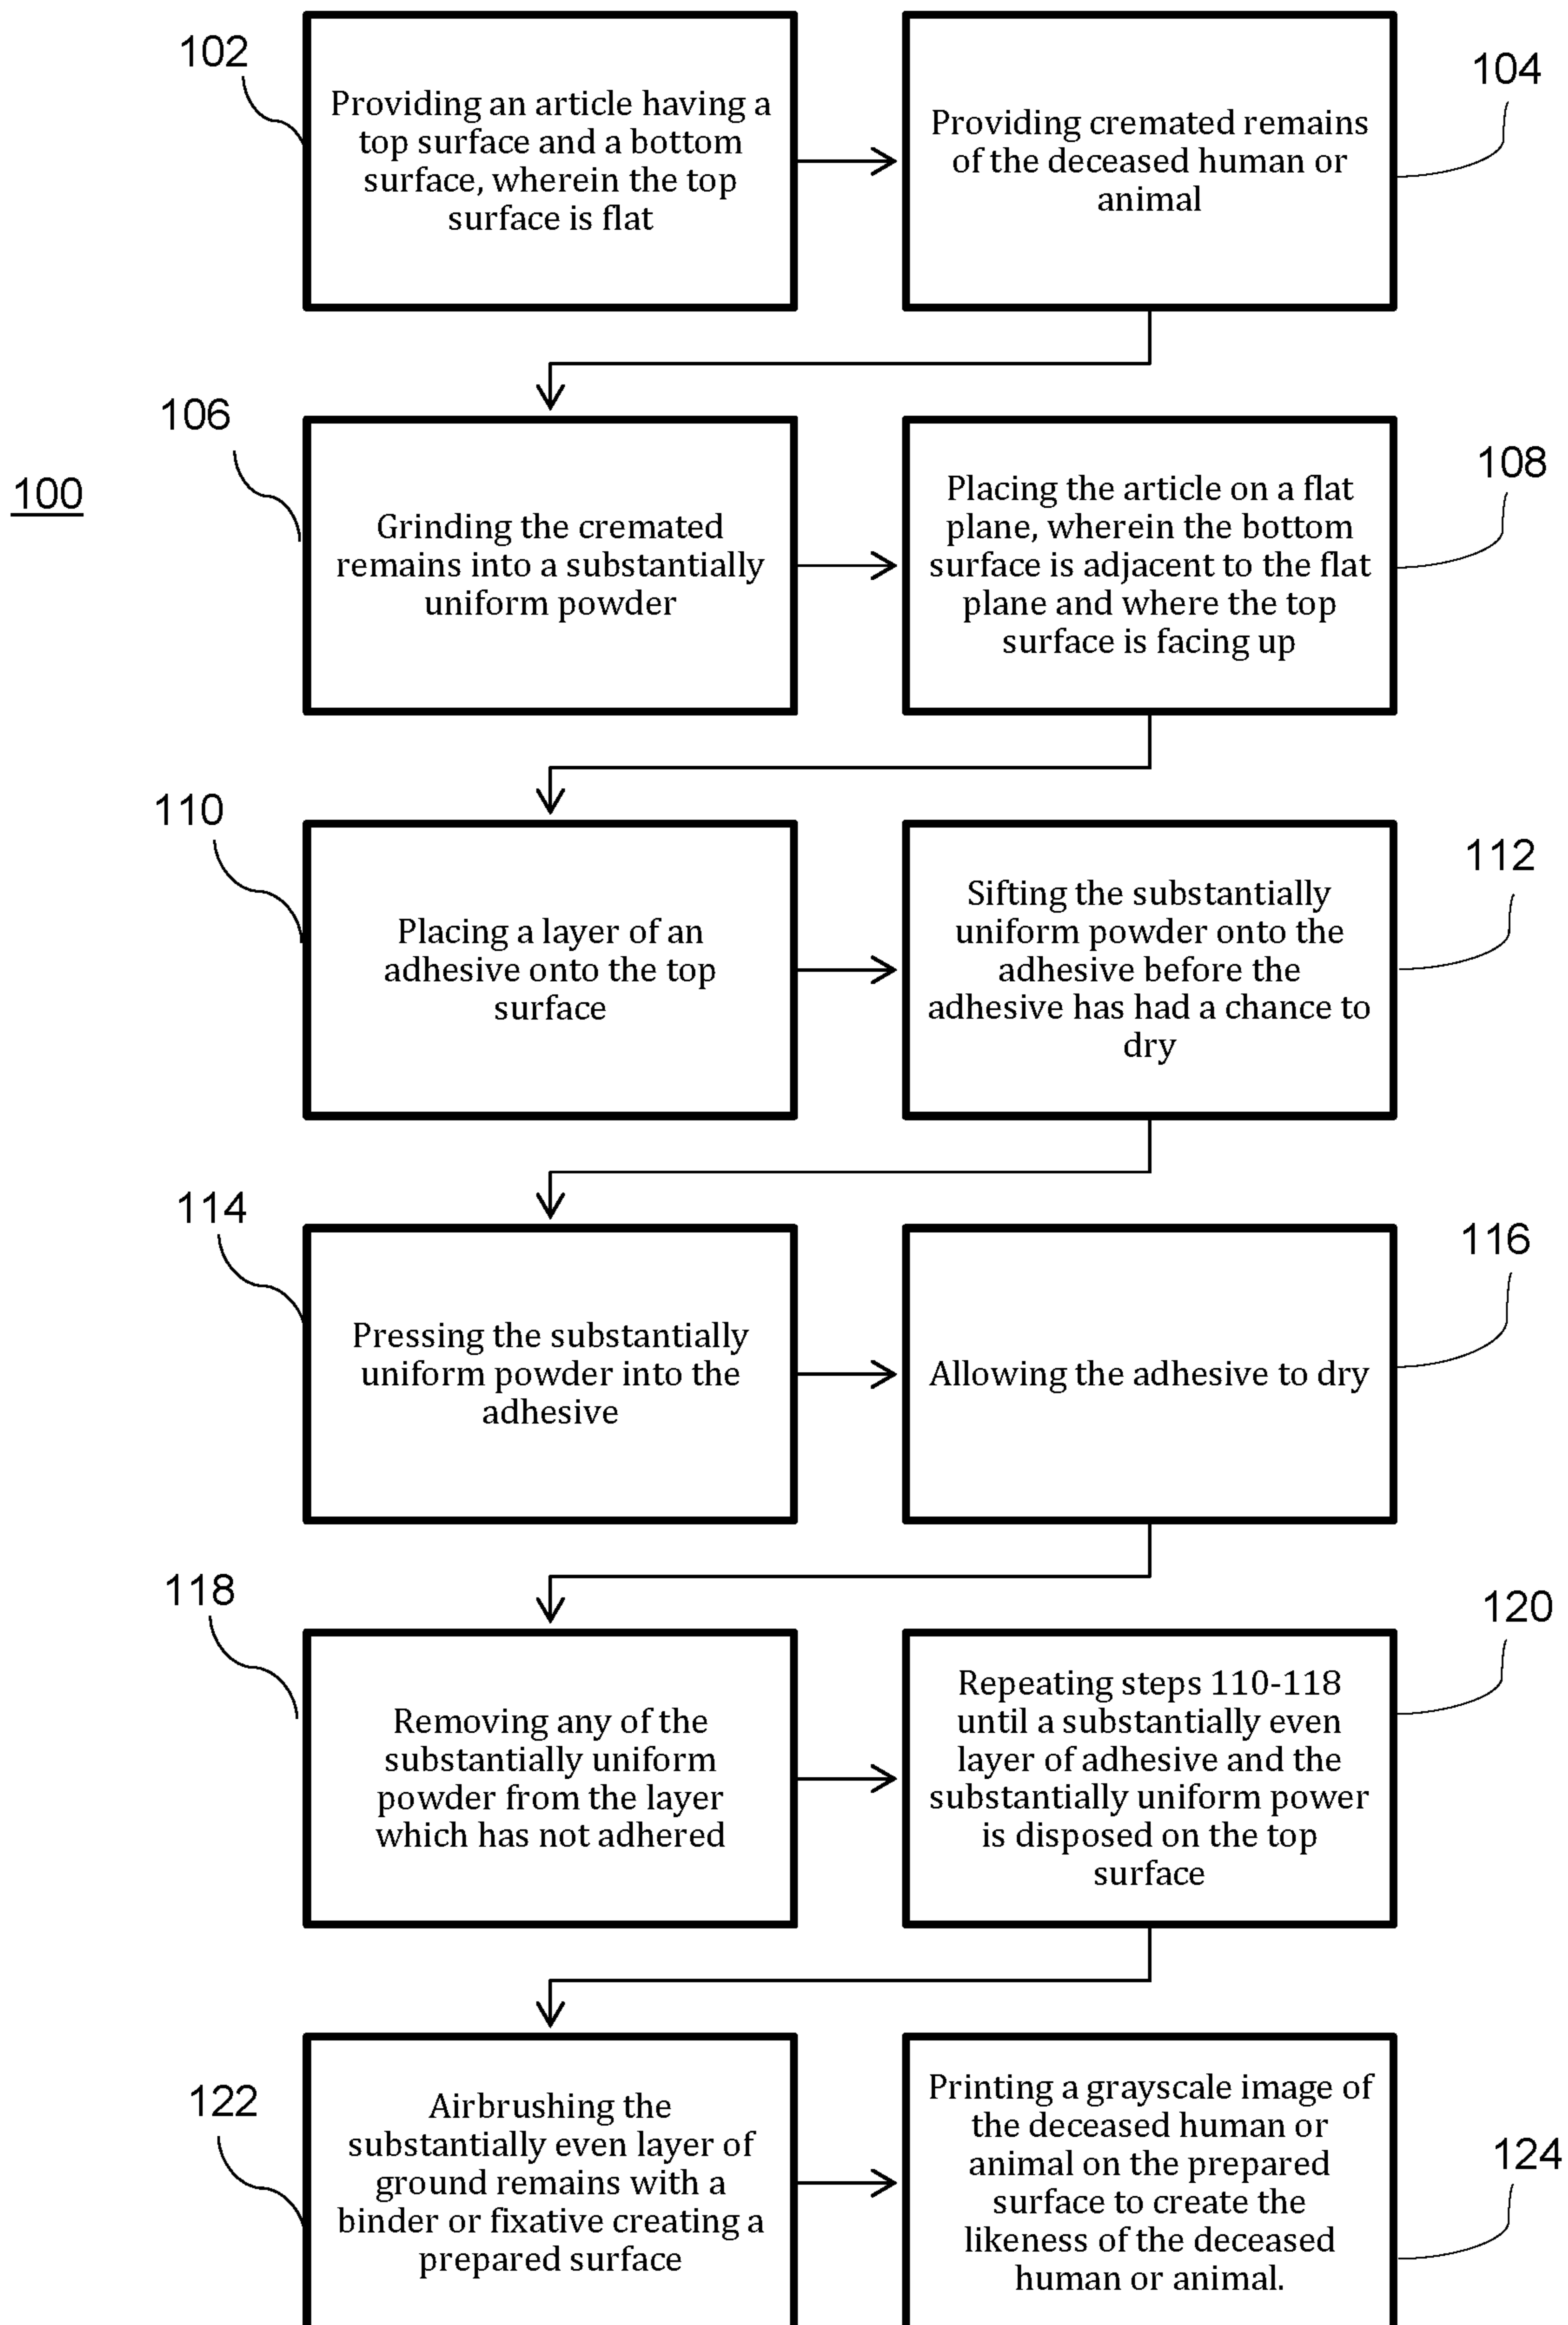 102
Providing an article having a
top surface and a bottom
surface, wherein the top
surface is flat
104
Providing cremated remains
of the deceased human or
animal
100
106
Grinding the cremated
remains into a substantially
uniform powder
108
Placing the article on a flat
plane, wherein the bottom
surface is adjacent to the flat
plane and where the top
surface is facing up
110
Placing a layer of an
adhesive onto the top
surface
112
Sifting the substantially
uniform powder onto the
adhesive before the
adhesive has had a chance to
dry
114
Pressing the substantially
uniform powder into the
adhesive
116
Allowing the adhesive to dry
118
Removing any of the
substantially uniform
powder from the layer
which has not adhered
120
Repeating steps 110-118
until a substantially even
layer of adhesive and the
substantially uniform power
is disposed on the top
surface
122
Airbrushing the
substantially even layer of
ground remains with a
binder or fixative creating a
prepared surface
124
Printing a grayscale image of
the deceased human or
animal on the prepared
surface to create the
likeness of the deceased
human or animal.